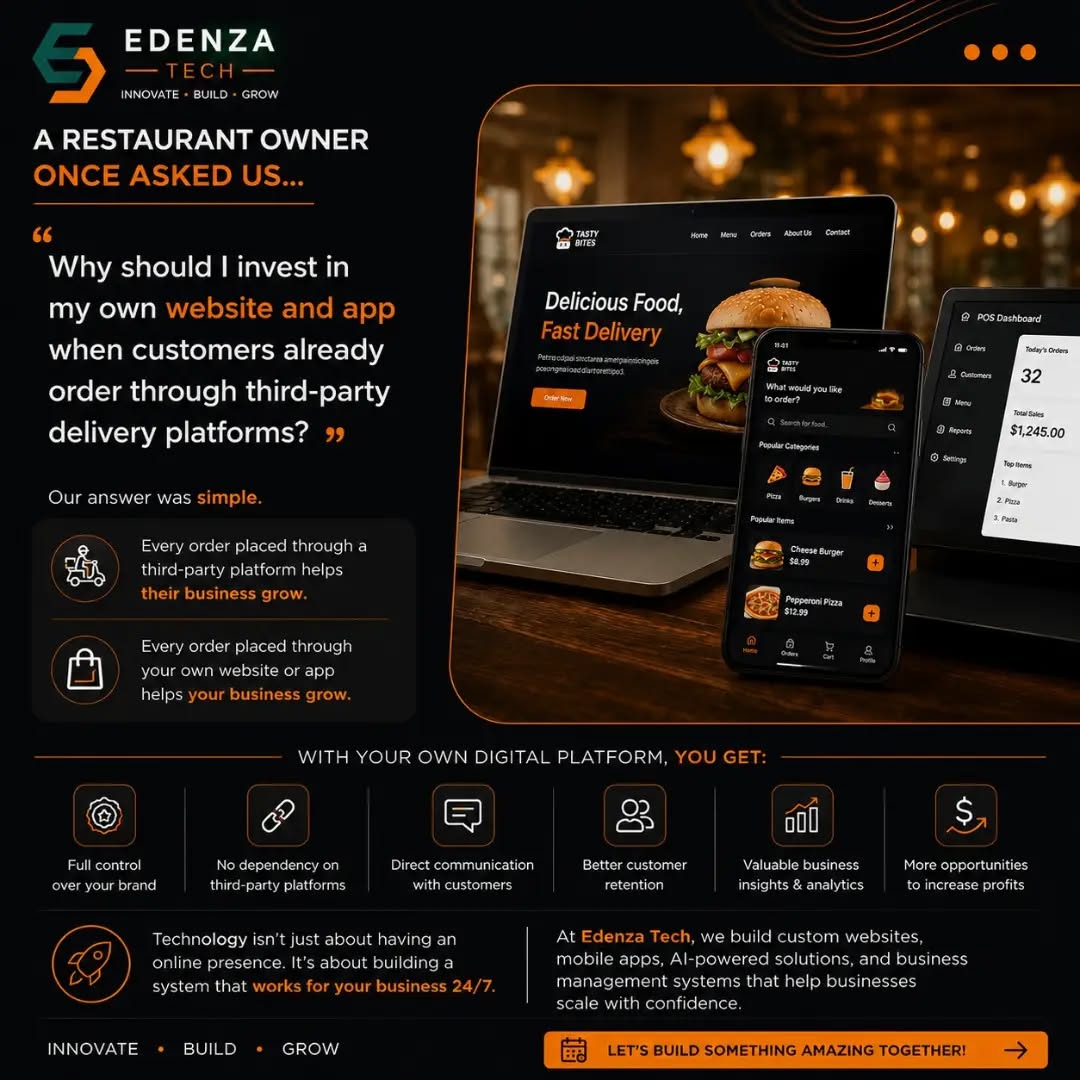 EDENZA
TECH
INNOVATE • BUILD • GROW
A RESTAURANT OWNER
ONCE ASKED US...
“
Why should I invest in
my own website and app
when customers already
order through third-party
delivery platforms? ”
Our answer was simple.
Every order placed through a
third-party platform helps
their business grow.
Every order placed through
your own website or app
helps your business grow.
TASTY
BITES
Home Menu Orders About Us Contact
Delicious Food,
Fast Delivery
Order Now
TASTY
BITES
What would you like
to order?
Search for food..
Popular Categories
Pizza Burgers Drinks Desserts
Popular Items
Cheese Burger
$8.99
Pepperoni Pizza
$12.99
Home Orders Cart Profile
POS Dashboard
Orders
Customers
Menu
Reports
Settings
Today's Orders
32
Total Sales
$1,245.00
Top Items
1. Burger
2. Pizza
3. Pasta
WITH YOUR OWN DIGITAL PLATFORM, YOU GET:
Full control
over your brand
No dependency on
third-party platforms
Direct communication
with customers
Better customer
retention
Valuable business
insights & analytics
More opportunities
to increase profits
Technology isn't just about having an
online presence. It's about building a
system that works for your business 24/7.
At Edenza Tech, we build custom websites,
mobile apps, AI-powered solutions, and business
management systems that help businesses
scale with confidence.
INNOVATE • BUILD • GROW
LET'S BUILD SOMETHING AMAZING TOGETHER!